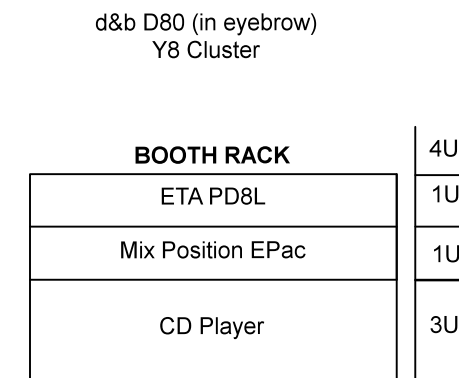 d&b D80 (in eyebrow)
Y8 Cluster
BOOTH RACK
4U
ETA PD8L
1U
Mix Position EPac
1U
CD Player
3U